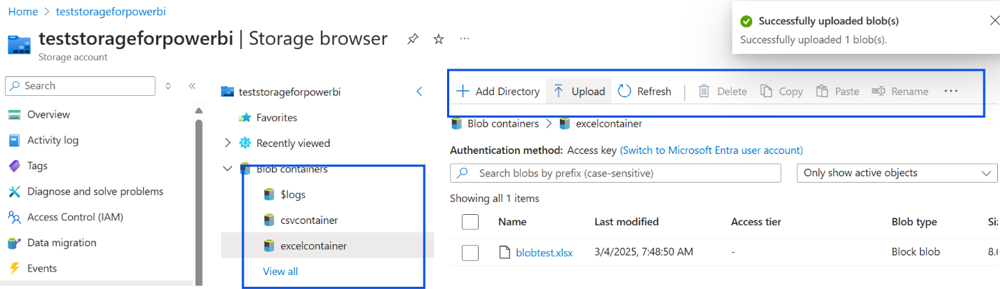 Home > teststorageforpowerbi
teststorageforpowerbi | Storage browser
Storage account
Successfully uploaded blob(s)
Successfully uploaded 1 blob(s).
Search
Overview
Activity log
Tags
Diagnose and solve problems
Access Control (IAM)
Data migration
Events
teststorageforpowerbi
Favorites
Recently viewed
Blob containers
$logs
csvcontainer
excelcontainer
View all
Add Directory Upload Refresh Delete Copy Paste Rename ...
Blob containers > excelcontainer
Authentication method: Access key (Switch to Microsoft Entra user account)
Search blobs by prefix (case-sensitive) Only show active objects
Showing all 1 items
Name Last modified Access tier Blob type
blobtest.xlsx 3/4/2025, 7:48:50 AM - Block blob